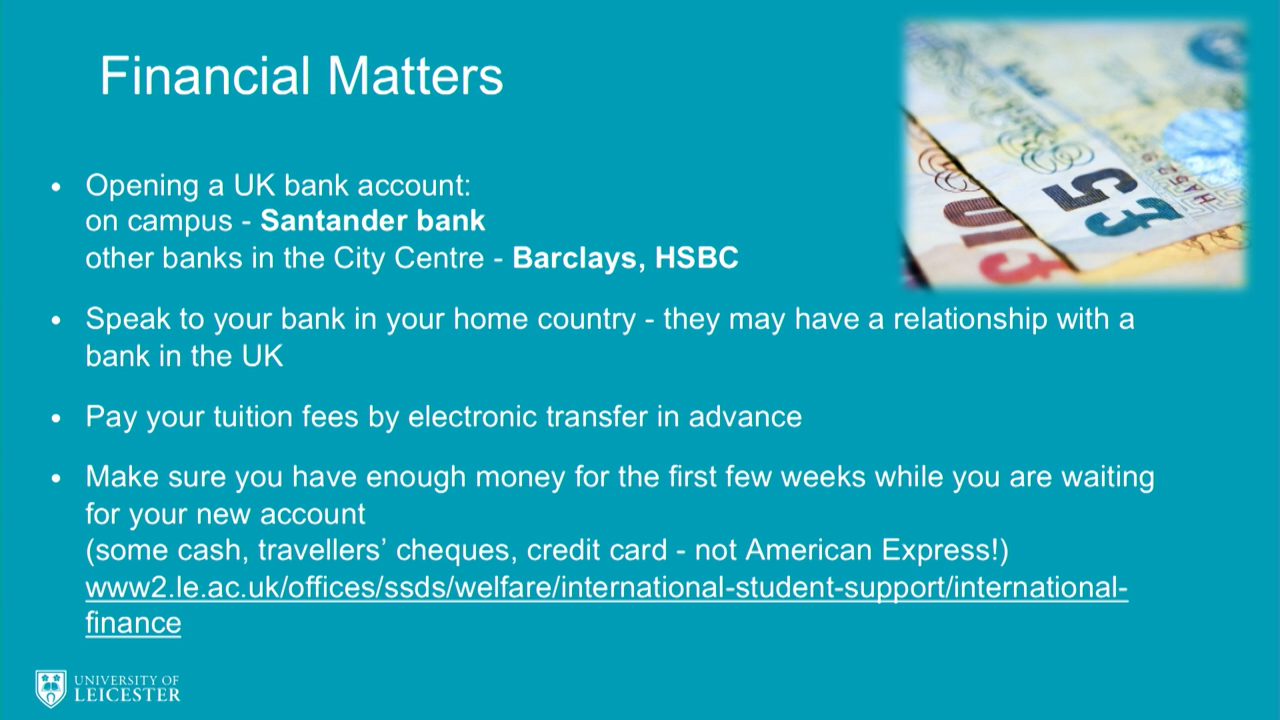 Financial Matters
• Opening a UK bank account:
on campus - Santander bank
other banks in the City Centre - Barclays, HSBC
• Speak to your bank in your home country - they may have a relationship with a
bank in the UK
• Pay your tuition fees by electronic transfer in advance
• Make sure you have enough money for the first few weeks while you are waiting
for your new account
(some cash, travellers’ cheques, credit card - not American Express!)
www2.le.ac.uk/offices/ssds/welfare/international-student-support/international-
finance
£5
£10
HA529
UNIVERSITY OF
LEICESTER